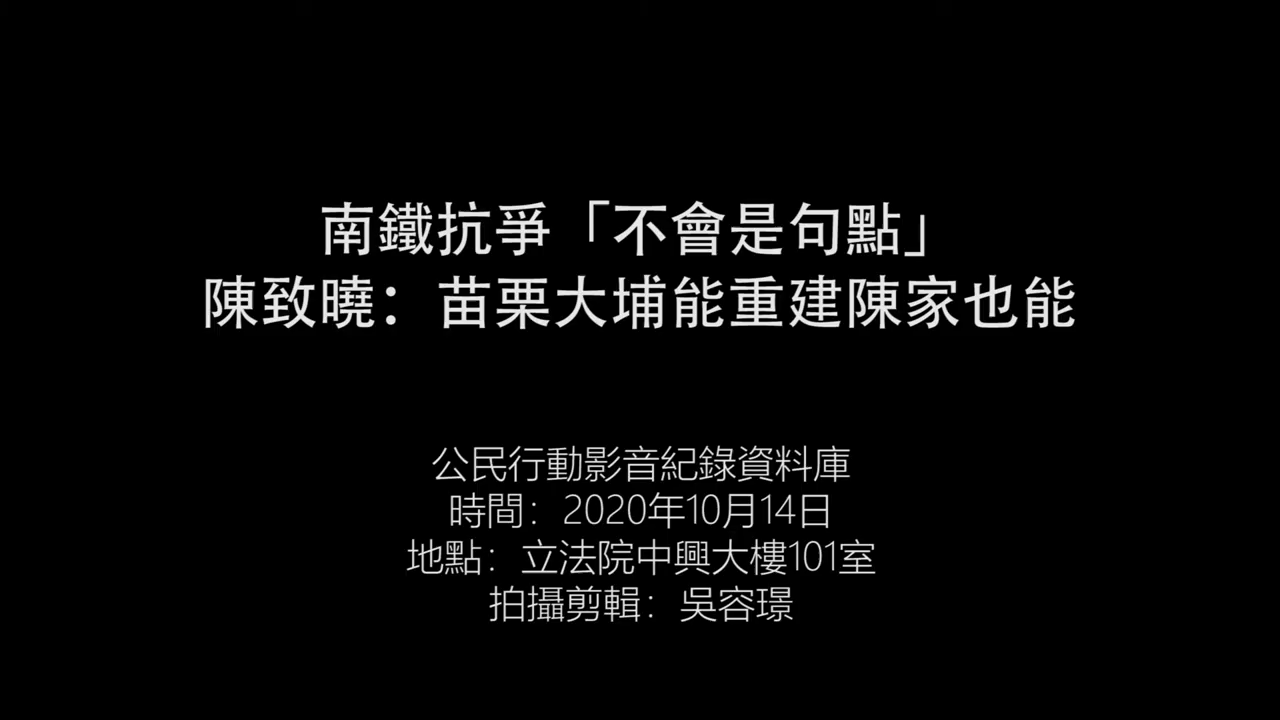 南鐵抗爭「不會是句點」
陳致曉：苗栗大埔能重建陳家也能
公民行動影音紀錄資料庫
時間：2020年10月14日
地點：立法院中興大樓101室
拍攝剪輯：吳容璟